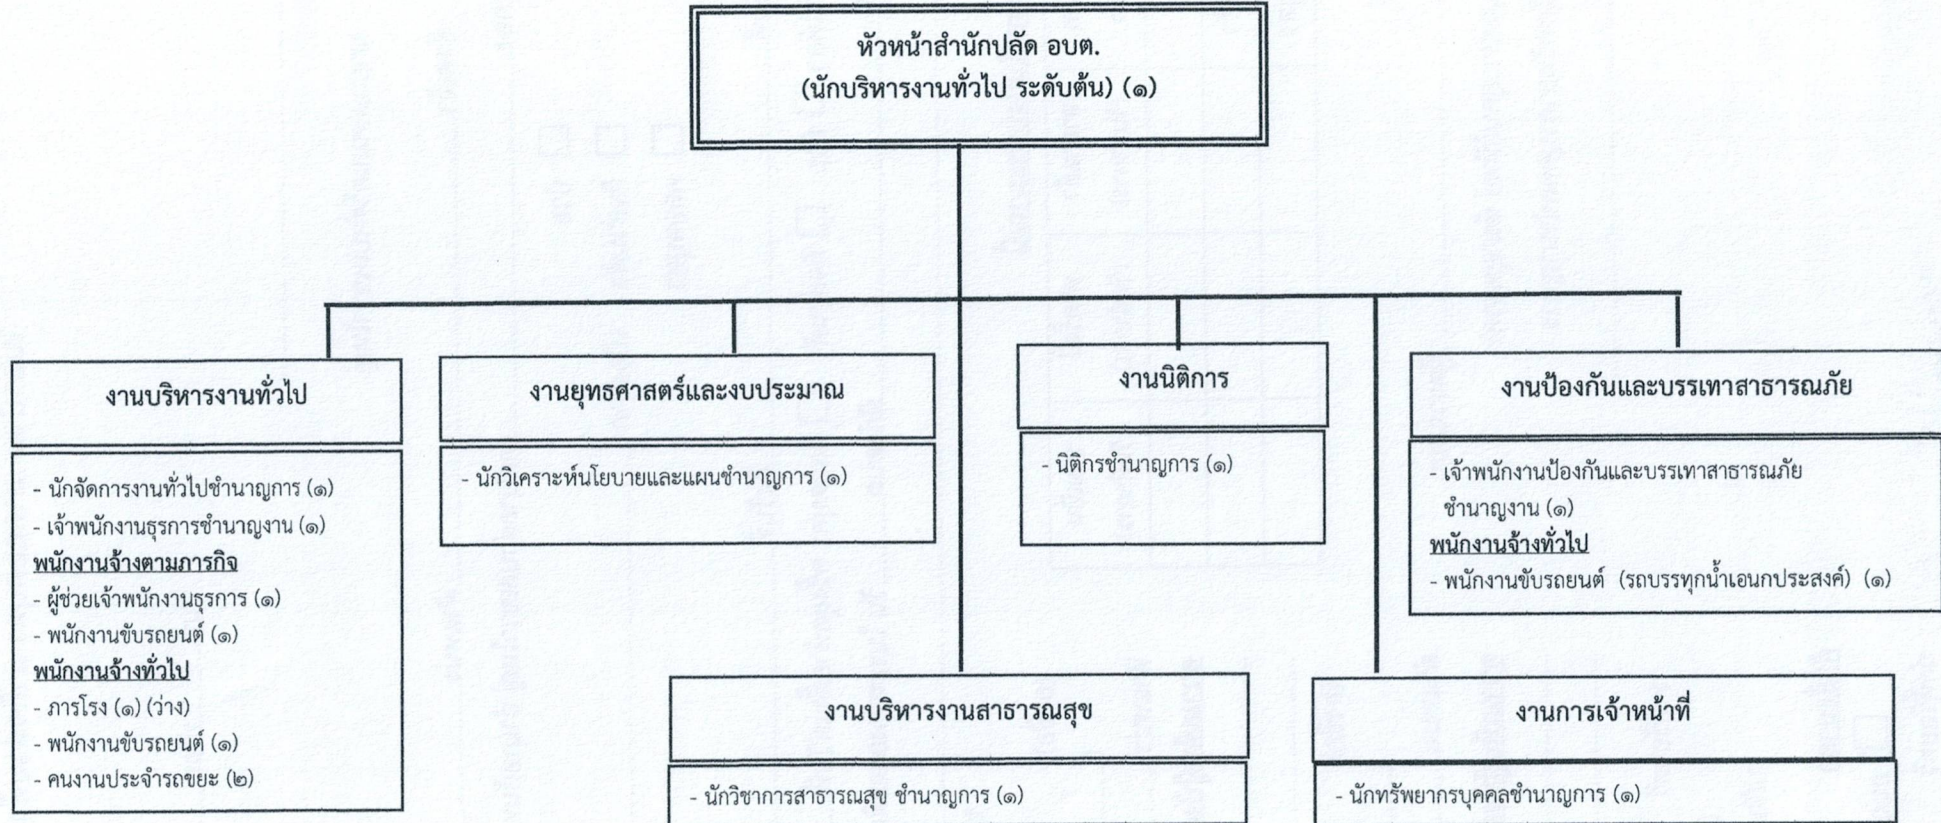 หัวหน้าสำนักปลัด อบต.
(นักบริหารงานทั่วไป ระดับต้น) (๑)
งานบริหารงานทั่วไป
- นักจัดการงานทั่วไปชำนาญการ (๑)
- เจ้าพนักงานธุรการชำนาญงาน (๑)
พนักงานจ้างตามภารกิจ
- ผู้ช่วยเจ้าพนักงานธุรการ (๑)
- พนักงานขับรถยนต์ (๑)
พนักงานจ้างทั่วไป
- ภารโรง (๑) (ว่าง)
- พนักงานขับรถยนต์ (๑)
- คนงานประจำรถขยะ (๒)
งานยุทธศาสตร์และงบประมาณ
- นักวิเคราะห์นโยบายและแผนชำนาญการ (๑)
งานนิติการ
- นิติกรชำนาญการ (๑)
งานป้องกันและบรรเทาสาธารณภัย
- เจ้าพนักงานป้องกันและบรรเทาสาธารณภัย
ชำนาญงาน (๑)
พนักงานจ้างทั่วไป
- พนักงานขับรถยนต์ (รถบรรทุกน้ำเอนกประสงค์) (๑)
งานบริหารงานสาธารณสุข
- นักวิชาการสาธารณสุข ชำนาญการ (๑)
งานการเจ้าหน้าที่
- นักทรัพยากรบุคคลชำนาญการ (๑)